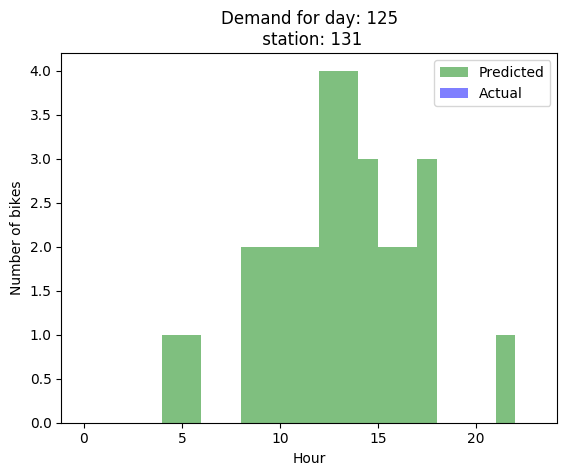 Demand for day: 125
station: 131
Predicted
Actual
4.0
3.5
3.0
2.5
2.0
1.5
1.0
0.5
0.0
Number of bikes
0 5 10 15 20
Hour